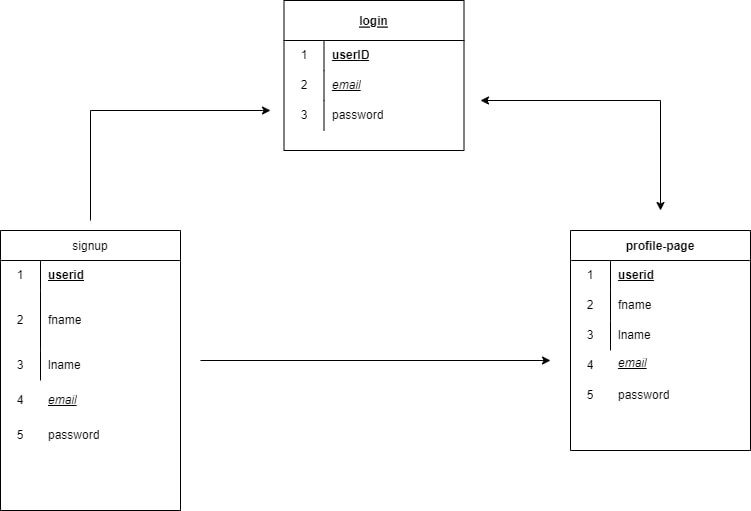 login
1 userID
2 email
3 password
signup
1 userid
2 fname
3 lname
4 email
5 password
profile-page
1 userid
2 fname
3 lname
4 email
5 password